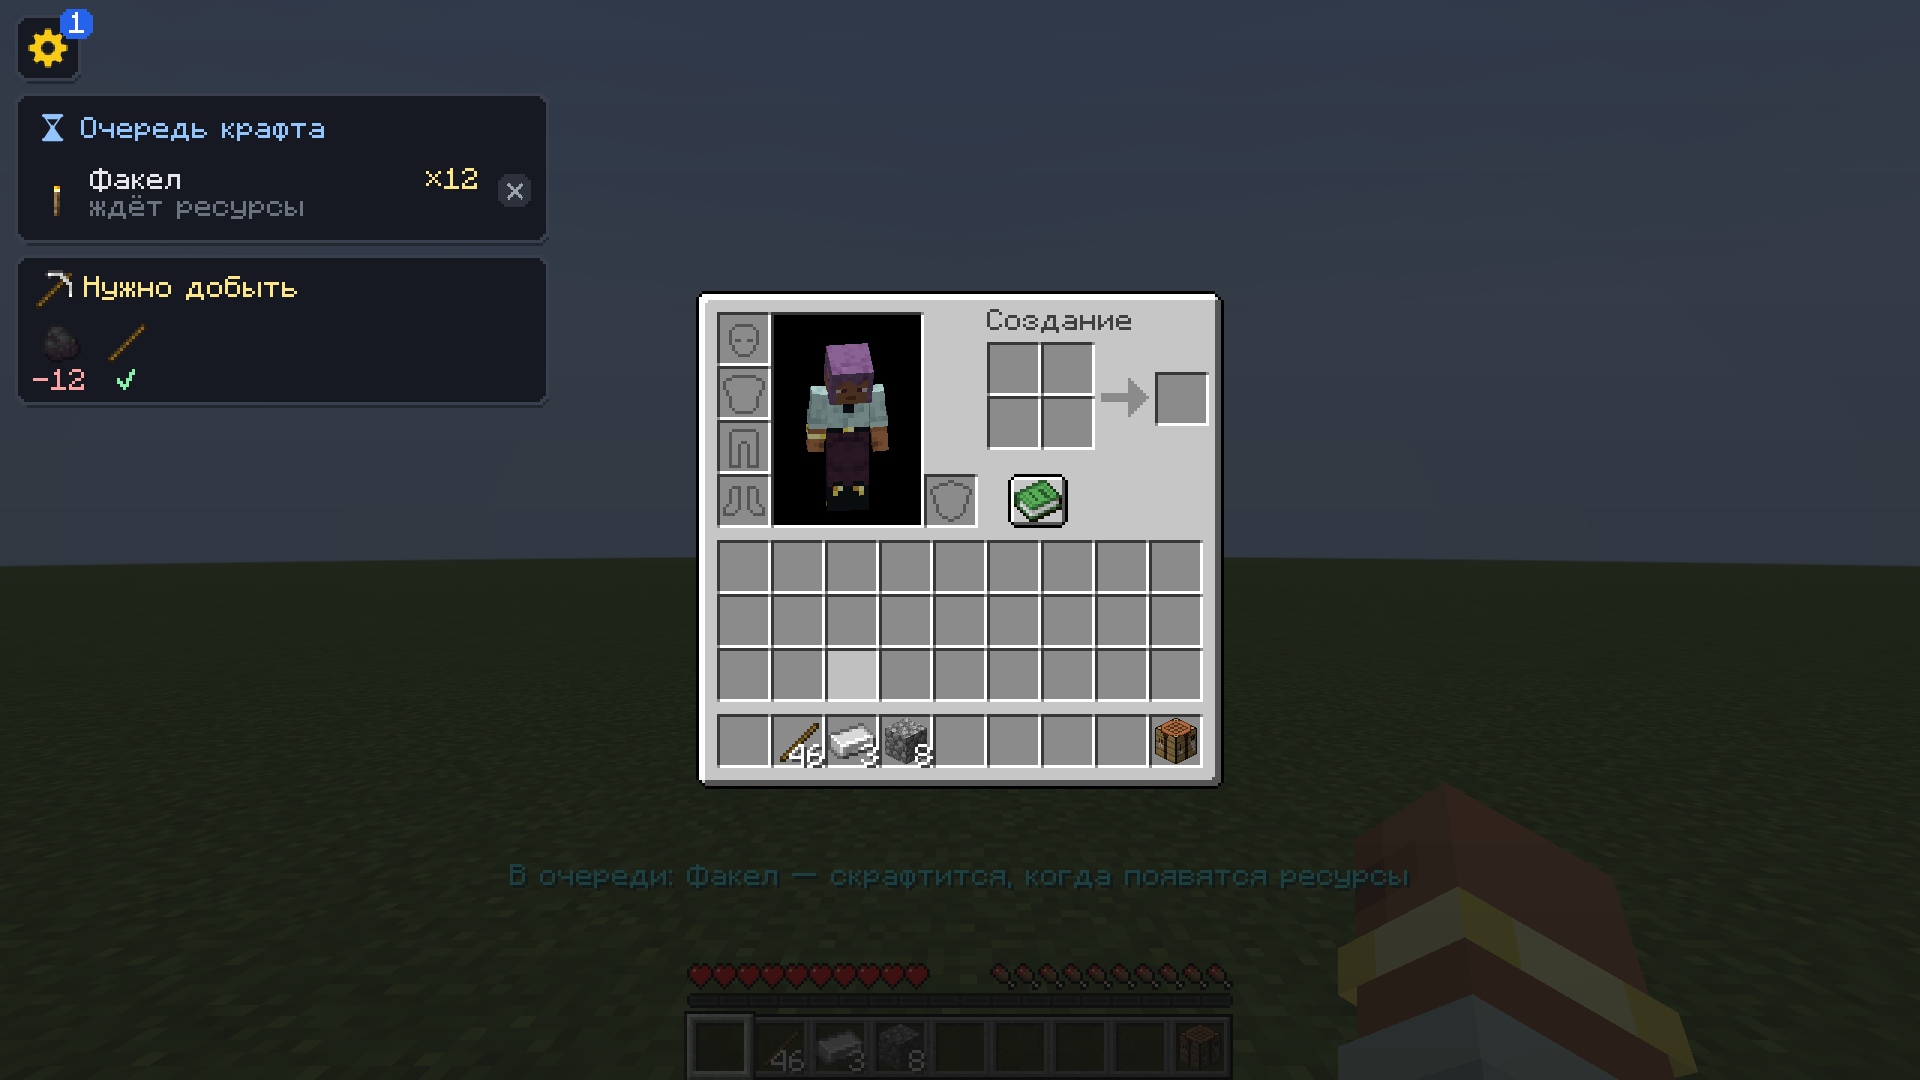 1
Очередь крафта
Факел
×12
ждёт ресурсы
Нужно добыть
-12
Создание
46
3
8
В очереди: Факел — скрафтится, когда появятся ресурсы
46
3
8